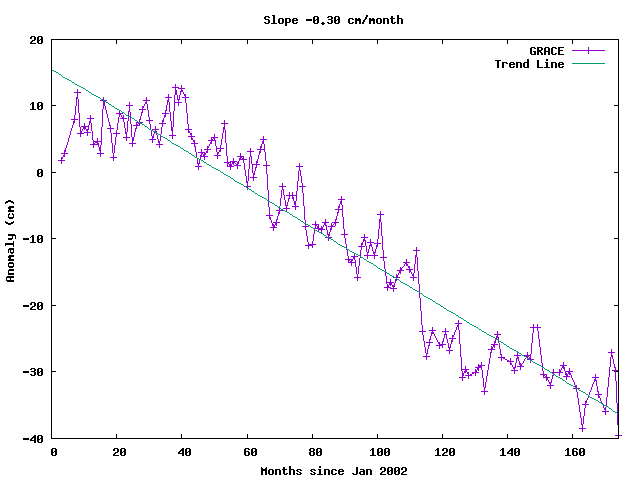 Slope -0.30 cm/month
20
10
0
-10
-20
-30
-40
Anomaly (cm)
GRACE
Trend Line
0 20 40 60 80 100 120 140 160
Months since Jan 2002